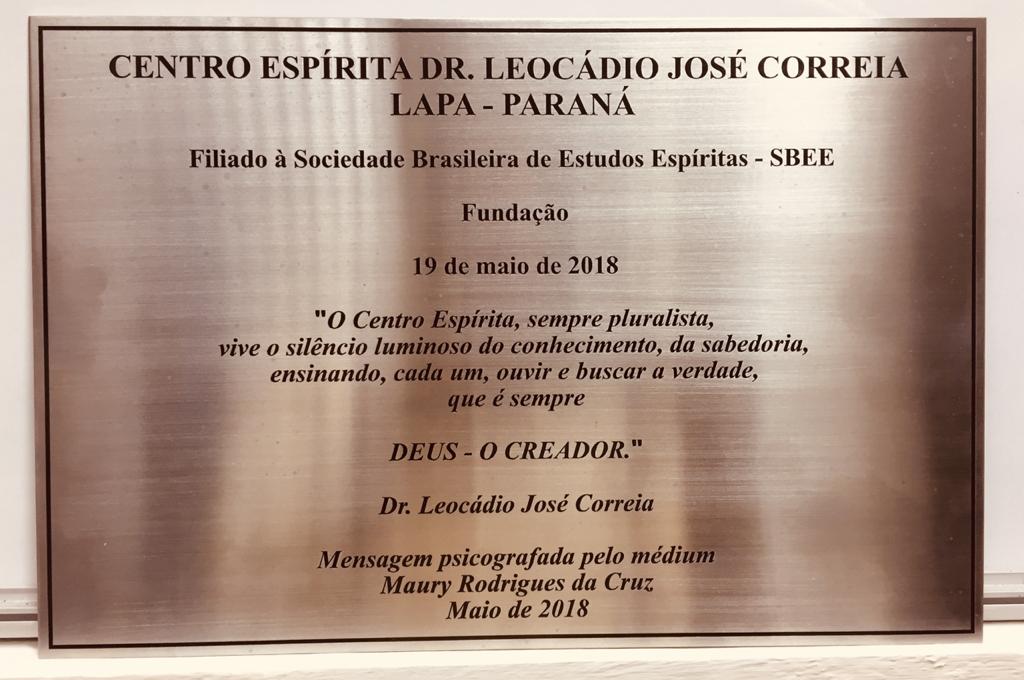 CENTRO ESPÍRITA DR. LEOCÁDIO JOSÉ CORREIA
LAPA - PARANÁ
Filiado à Sociedade Brasileira de Estudos Espíritas - SBEE
Fundação
19 de maio de 2018
"O Centro Espírita, sempre pluralista,
vive o silêncio luminoso do conhecimento, da sabedoria,
ensinando, cada um, ouvir e buscar a verdade,
que é sempre
DEUS - O CREADOR."
Dr. Leocádio José Correia
Mensagem psicografada pelo médium
Maury Rodrigues da Cruz
Maio de 2018